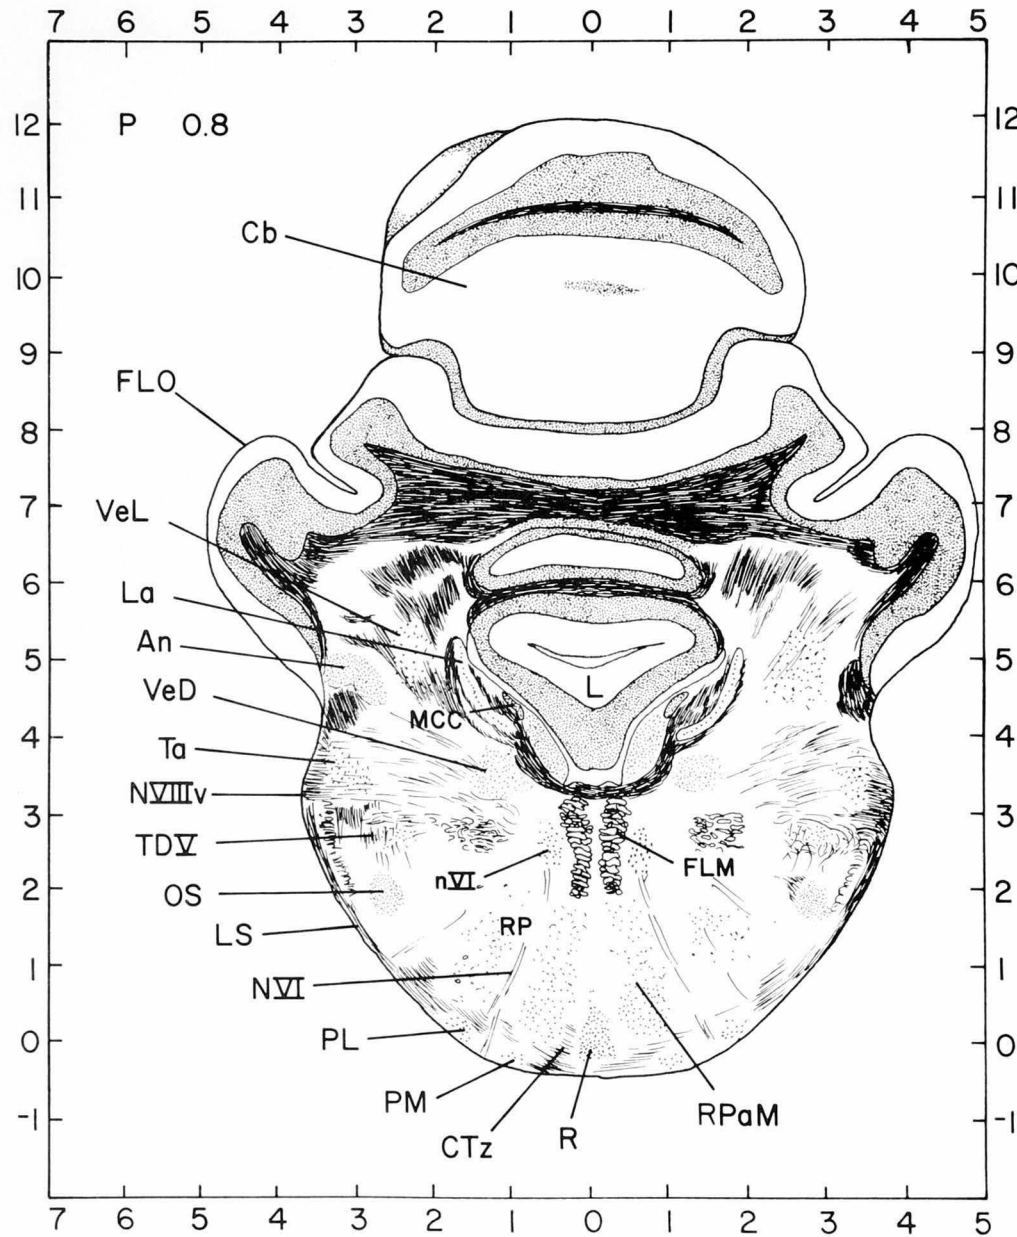 7 6 5 4 3 2 1 0 1 2 3 4 5
P 0.8
12 12
11 11
Cb
10 10
9 9
FLO
8 8
VeL
7 7
La
6 6
An
5 L 5
VeD
MCC
4 4
Ta
NVIIIv
3 3
TDV
nVI FLM
OS
2 2
LS RP
1 1
NVI
PL
0 0
PM
-1 CTz R RPaM -1
7 6 5 4 3 2 1 0 1 2 3 4 5